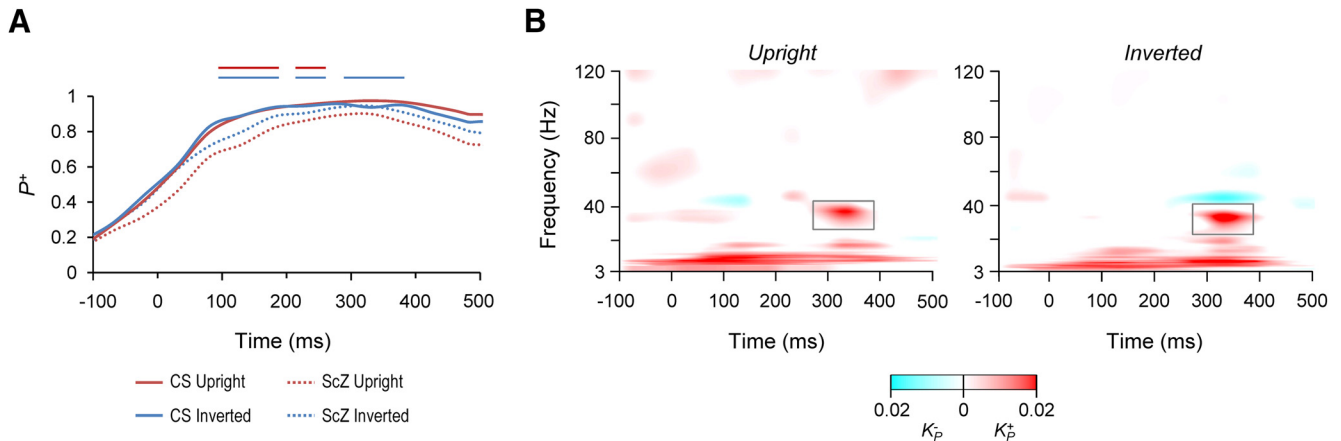 A
1
0.8
0.6
0.4
0.2
0
P+
-100 0 100 200 300 400 500
Time (ms)
CS Upright
ScZ Upright
CS Inverted
ScZ Inverted
B
Upright
Inverted
120
80
40
3
Frequency (Hz)
-100 0 100 200 300 400 500
Time (ms)
120
80
40
3
-100 0 100 200 300 400 500
Time (ms)
0.02 0 0.02
K-P K+P